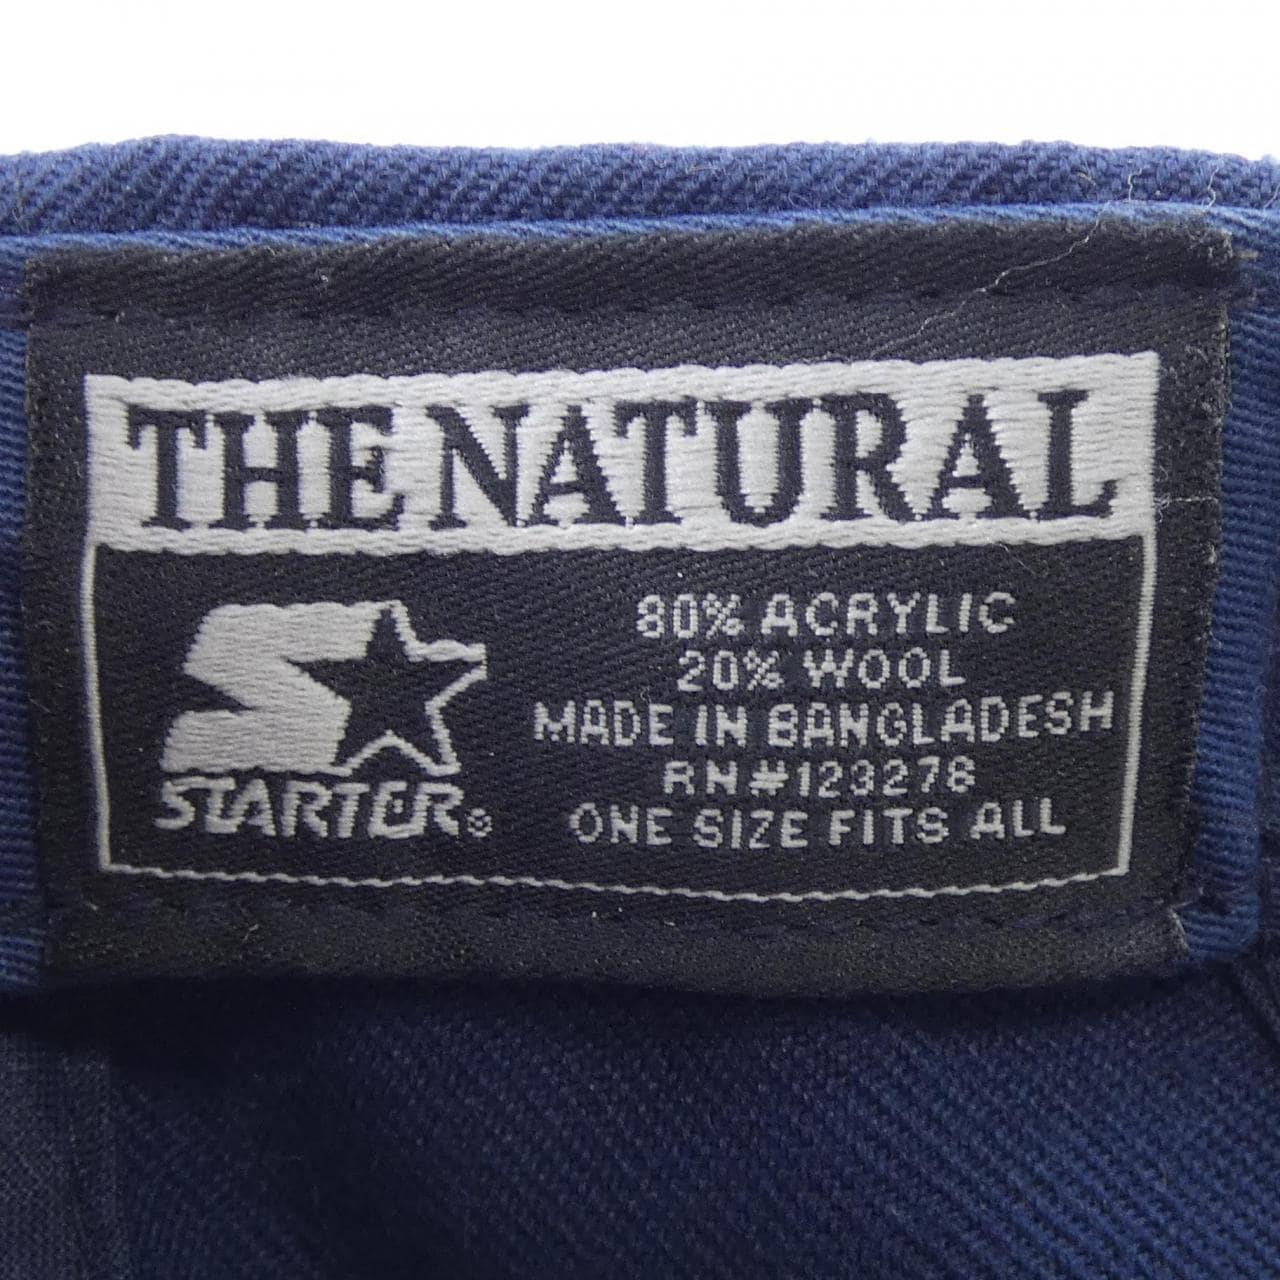 THE NATURAL
80% ACRYLIC
20% WOOL
MADE IN BANGLADESH
RN#123278
ONE SIZE FITS ALL
STARTER®